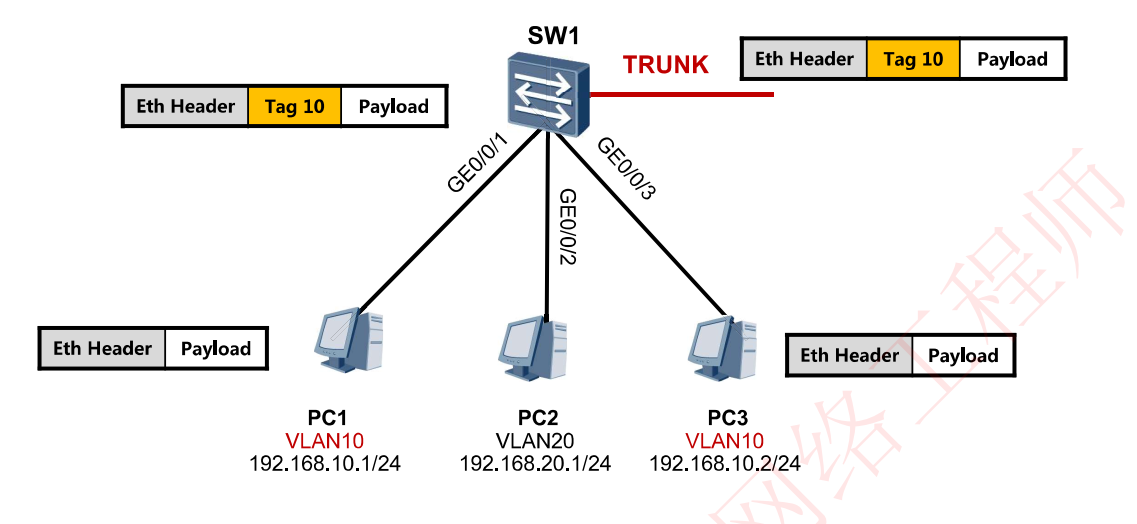 SW1
TRUNK
Eth Header Tag 10 Payload
Eth Header Tag 10 Payload
GE0/0/1
GE0/0/2
GE0/0/3
Eth Header Payload
Eth Header Payload
PC1
VLAN10
192.168.10.1/24
PC2
VLAN20
192.168.20.1/24
PC3
VLAN10
192.168.10.2/24
网络工程师